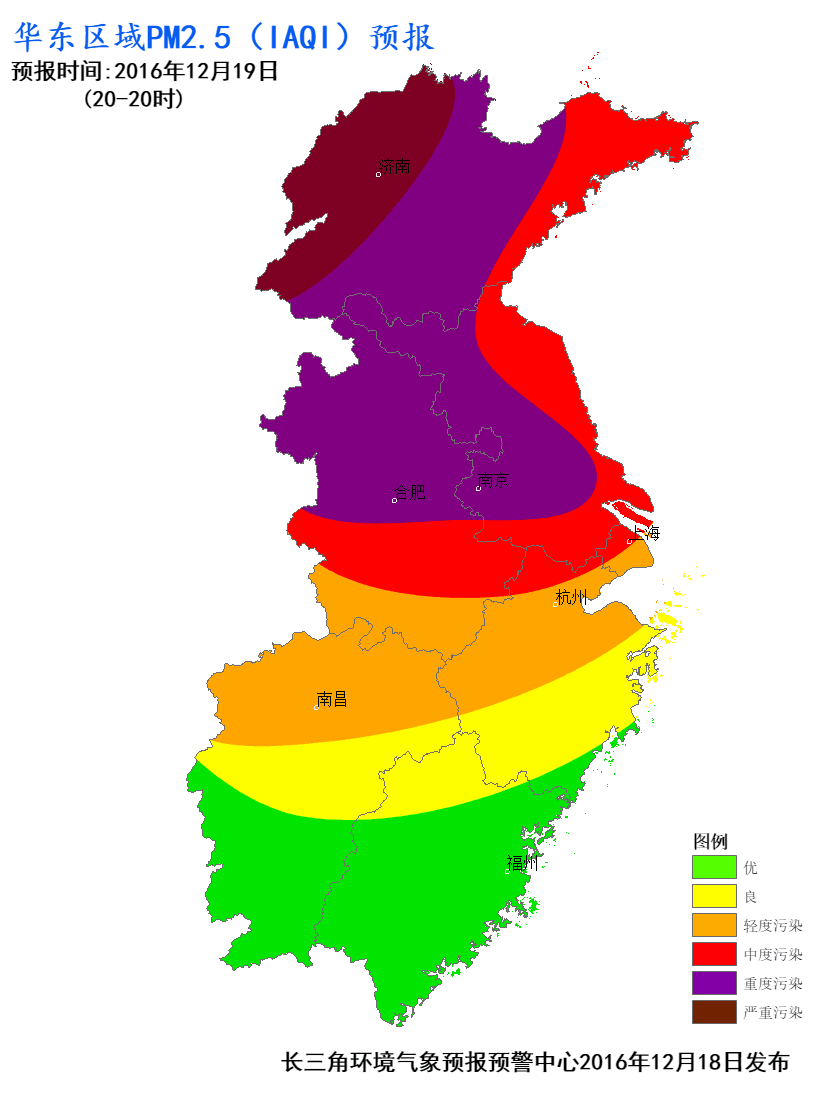 华东区域PM2.5（IAQI）预报
预报时间:2016年12月19日
(20-20时)
济南
合肥
南京
上海
杭州
南昌
福州
图例
优
良
轻度污染
中度污染
重度污染
严重污染
长三角环境气象预报预警中心2016年12月18日发布